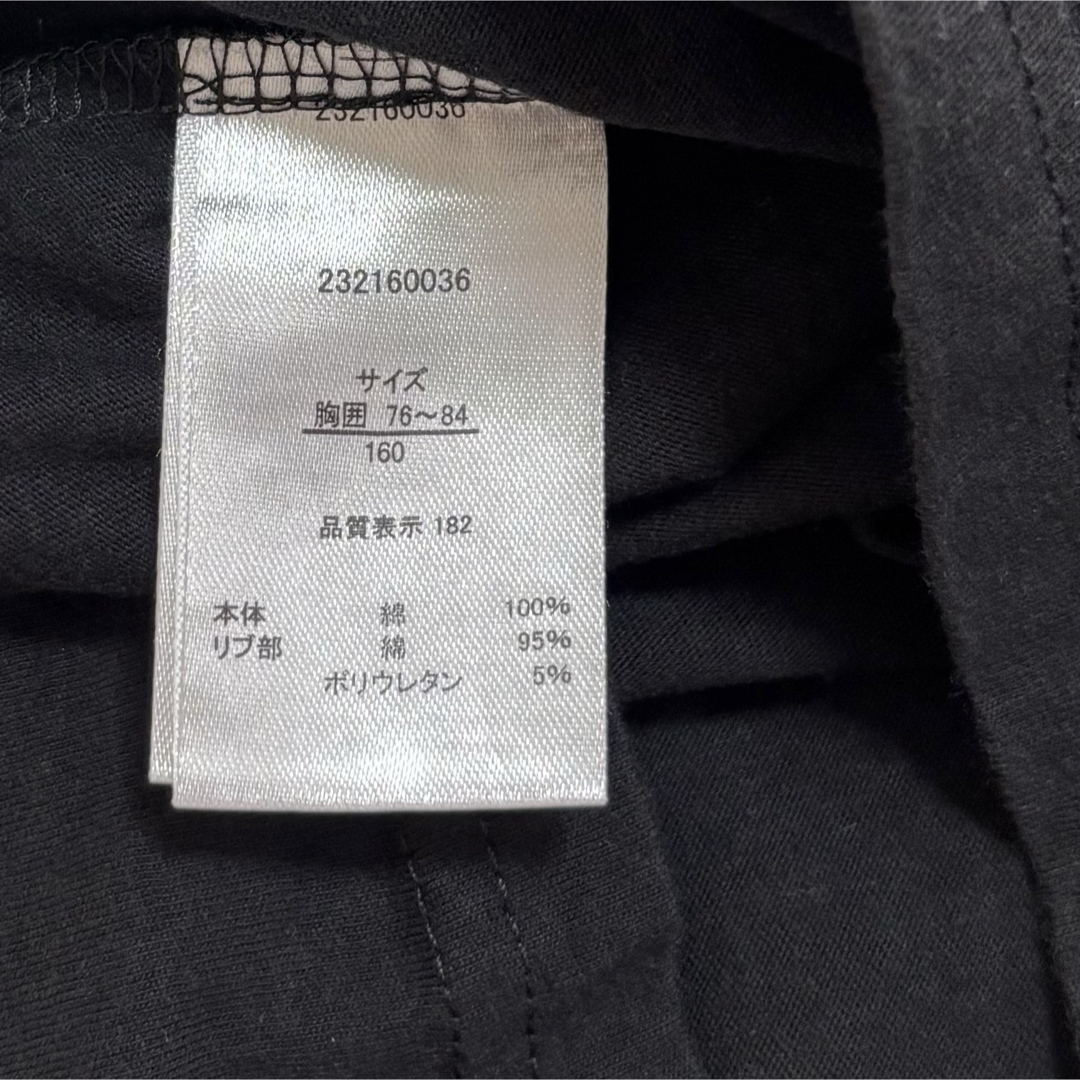 232160036
232160036
サイズ
胸囲 76～84
160
品質表示 182
本体 綿 100%
リブ部 綿 95%
ポリウレタン 5%